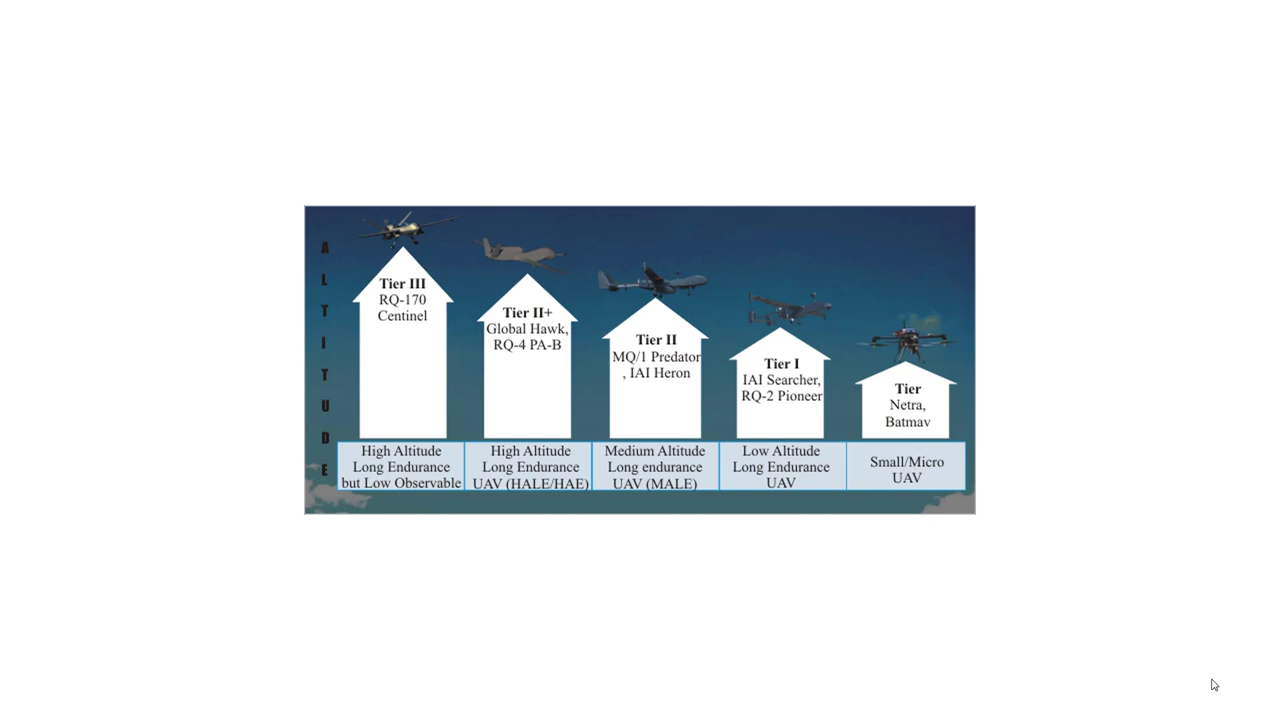 ALTITUDE
Tier III
RQ-170
Centinel
Tier II+
Global Hawk,
RQ-4 PA-B
Tier II
MQ/1 Predator
, IAI Heron
Tier I
IAI Searcher,
RQ-2 Pioneer
Tier
Netra,
Batmav
High Altitude
Long Endurance
but Low Observable
High Altitude
Long Endurance
UAV (HALE/HAE)
Medium Altitude
Long endurance
UAV (MALE)
Low Altitude
Long Endurance
UAV
Small/Micro
UAV